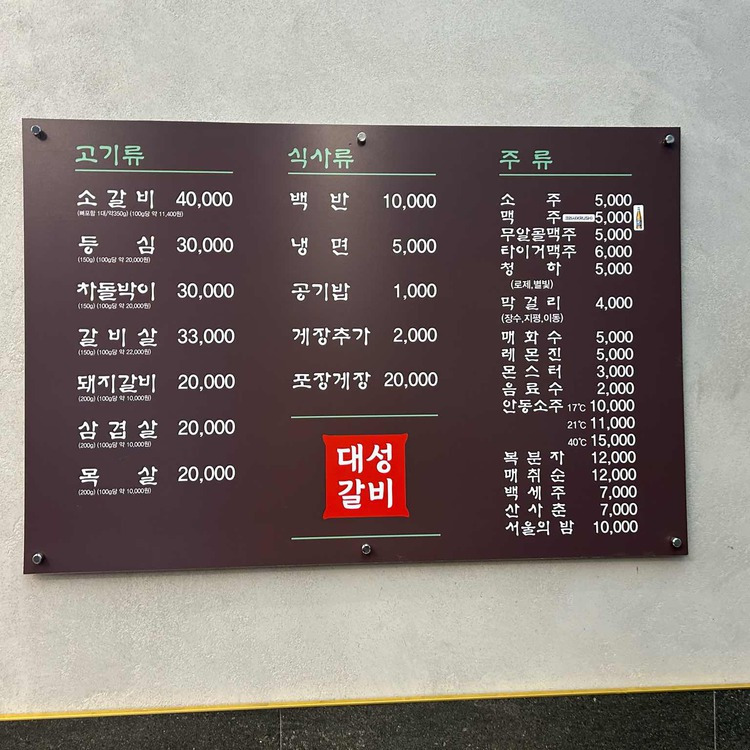 고기류
소 갈 비 40,000
(뼈포함 1대/약350g) (100g당 약 11,400원)
등 심 30,000
(150g) (100g당 약 20,000원)
차돌박이 30,000
(150g) (100g당 약 20,000원)
갈 비 살 33,000
(150g) (100g당 약 22,000원)
돼지갈비 20,000
(200g) (100g당 약 10,000원)
삼 겹 살 20,000
(200g) (100g당 약 10,000원)
목 살 20,000
(200g) (100g당 약 10,000원)
식사류
백 반 10,000
냉 면 5,000
공기밥 1,000
게장추가 2,000
포장게장 20,000
대성
갈비
주 류
소 주 5,000
맥 주 5,000
무알콜맥주 5,000
타이거맥주 6,000
청 하 5,000
(로제,별빛)
막 걸 리 4,000
(장수,지평,이동)
매 화 수 5,000
레 몬 진 5,000
몬 스 터 3,000
음 료 수 2,000
안동소주 17℃ 10,000
21℃ 11,000
40℃ 15,000
복 분 자 12,000
매 취 순 12,000
백 세 주 7,000
산 사 춘 7,000
서울의 밤 10,000